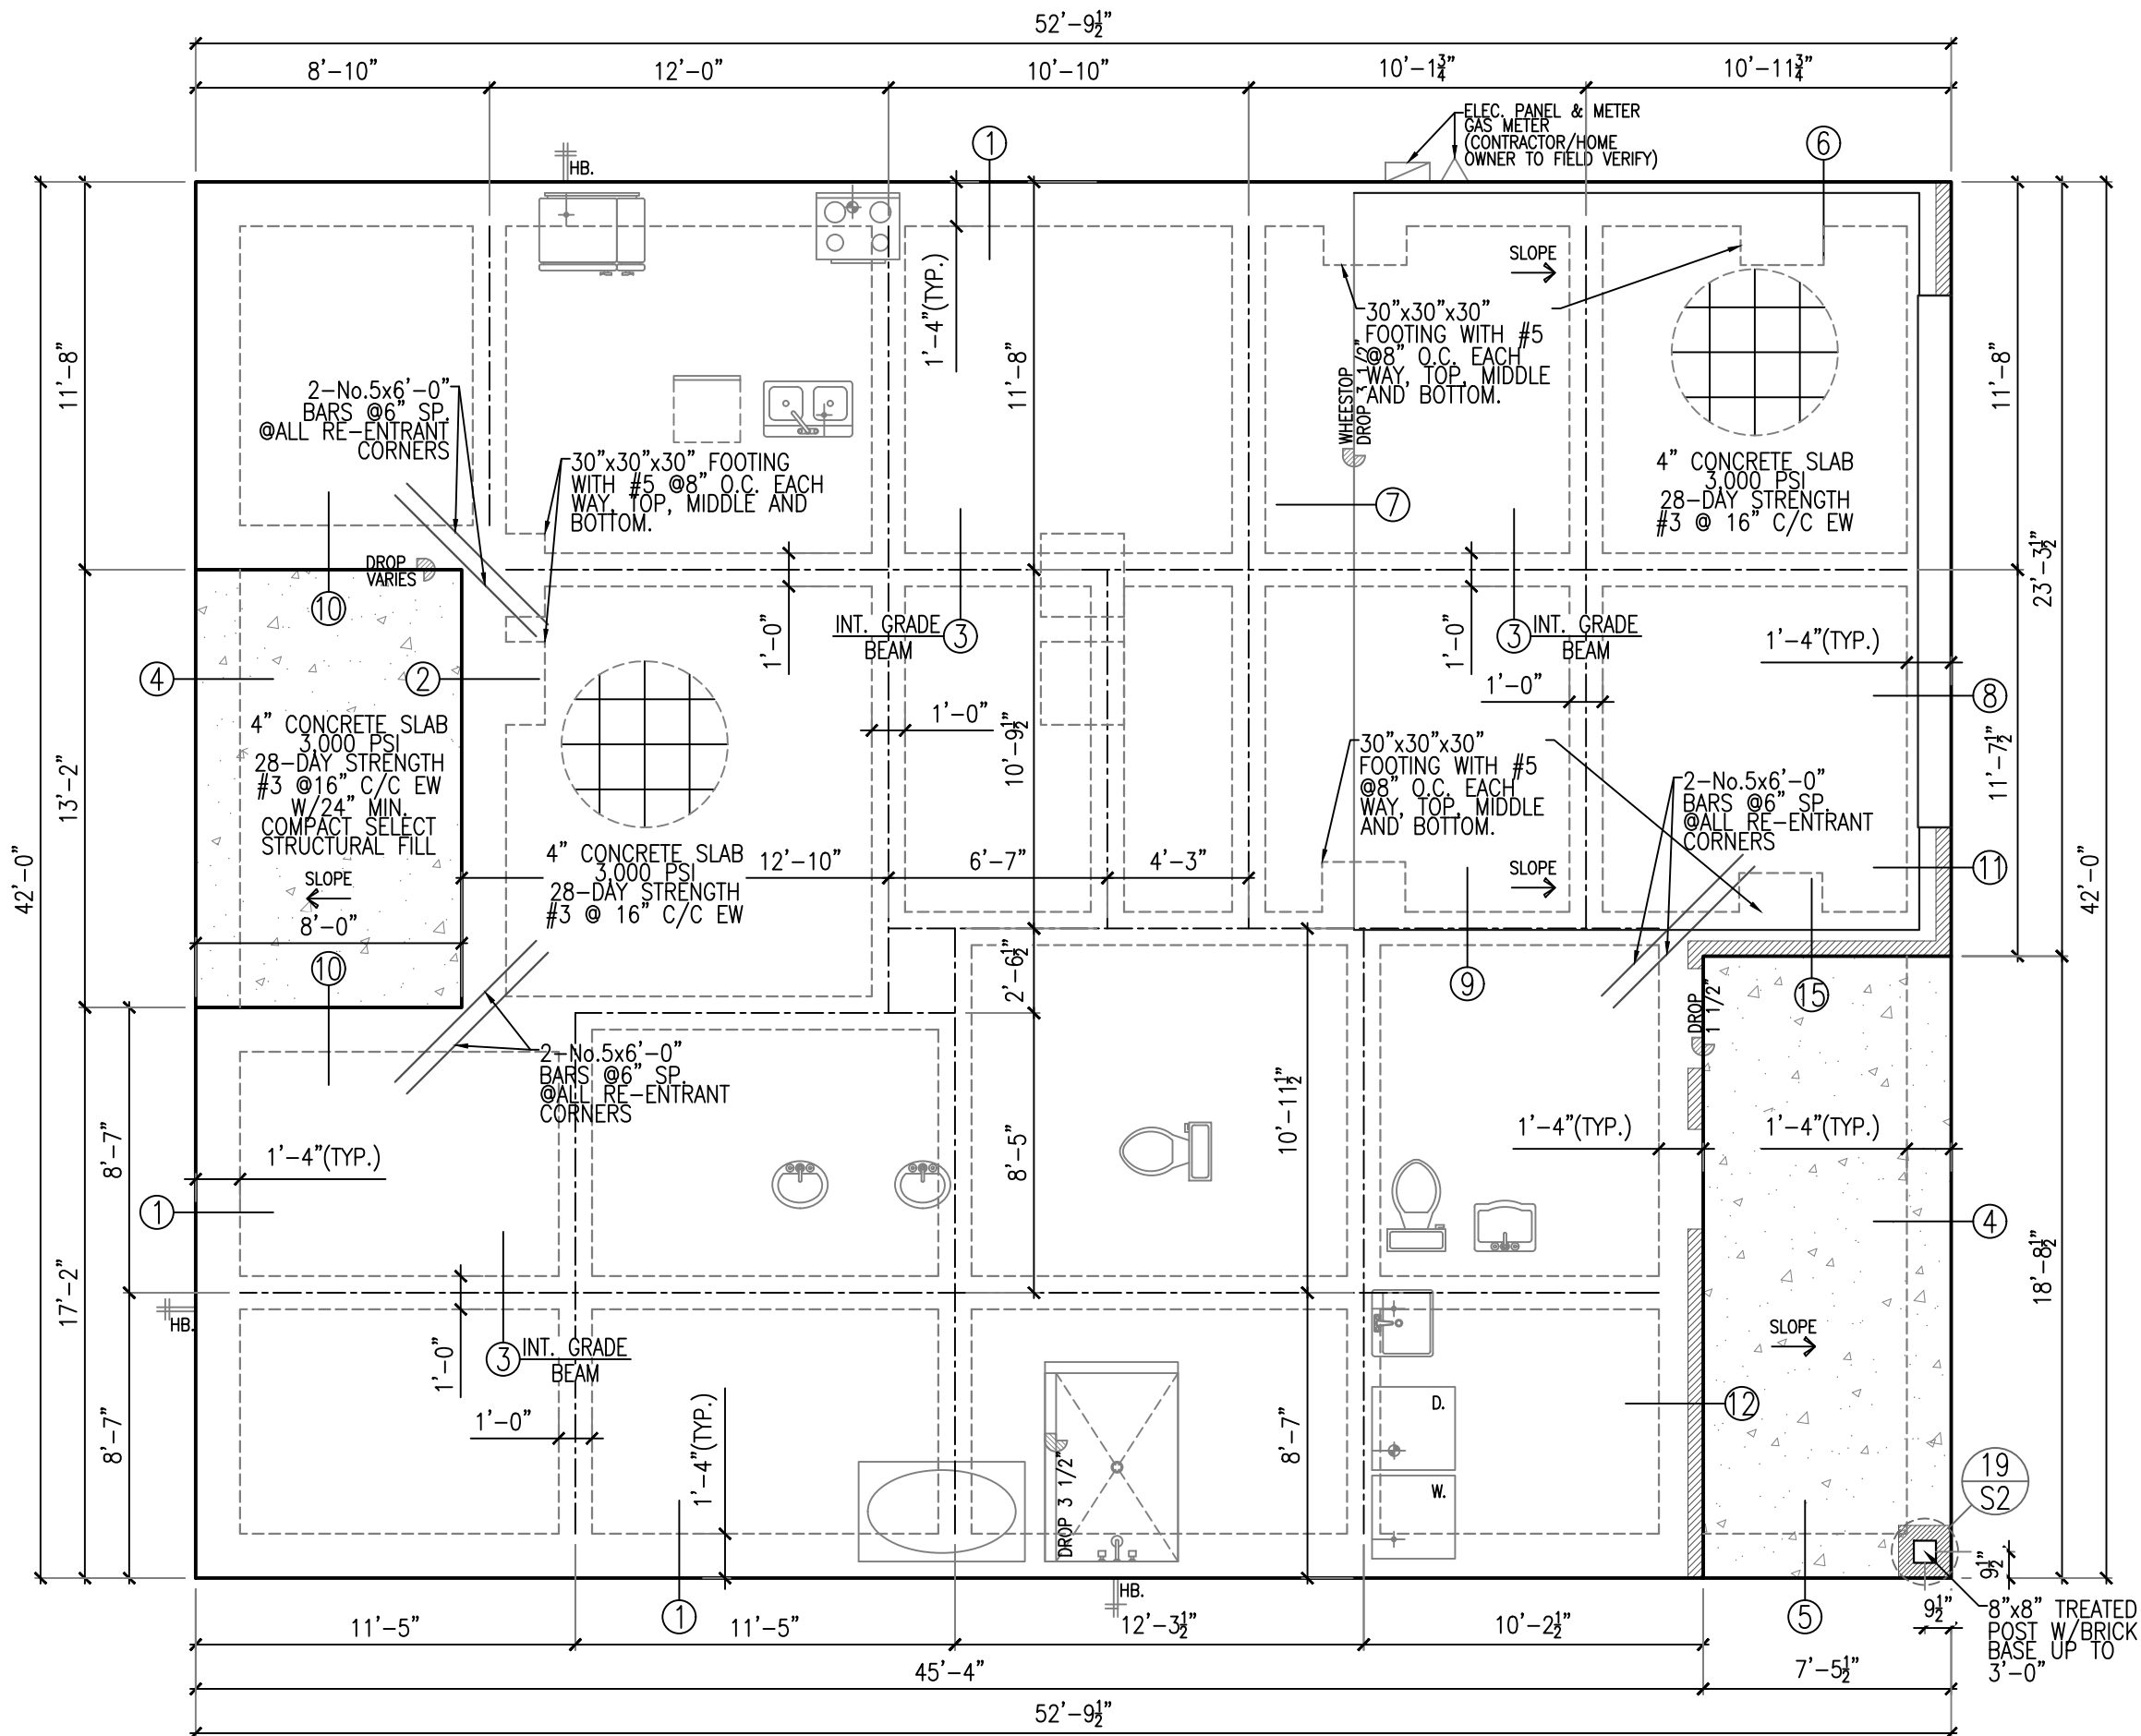 52'-9½"
8'-10"
12'-0"
10'-10"
10'-1¾"
10'-11¾"
ELEC. PANEL & METER
GAS METER
(CONTRACTOR/HOME
OWNER TO FIELD VERIFY)
1
6
HB.
1'-4"(TYP.)
SLOPE
11'-8"
11'-8"
11'-8"
2-No.5x6'-0"
BARS @6" SP.
@ALL RE-ENTRANT
CORNERS
30"x30"x30"
FOOTING WITH #5
@8" O.C. EACH
WAY, TOP, MIDDLE
AND BOTTOM.
WHEESTOP
DROP 3 1/2"
30"x30"x30" FOOTING
WITH #5 @8" O.C. EACH
WAY, TOP, MIDDLE AND
BOTTOM.
4" CONCRETE SLAB
3,000 PSI
28-DAY STRENGTH
#3 @ 16" C/C EW
7
DROP
VARIES
10
23'-3½"
1'-0"
INT. GRADE
BEAM
3
1'-0"
3
INT. GRADE
BEAM
1'-4"(TYP.)
4
2
1'-0"
8
1'-0"
10'-9½"
4" CONCRETE SLAB
3,000 PSI
28-DAY STRENGTH
#3 @16" C/C EW
W/24" MIN.
COMPACT SELECT
STRUCTURAL FILL
SLOPE
8'-0"
13'-2"
42'-0"
30"x30"x30"
FOOTING WITH #5
@8" O.C. EACH
WAY, TOP, MIDDLE
AND BOTTOM.
2-No.5x6'-0"
BARS @6" SP.
@ALL RE-ENTRANT
CORNERS
11'-7½"
4" CONCRETE SLAB
3,000 PSI
28-DAY STRENGTH
#3 @ 16" C/C EW
12'-10"
6'-7"
4'-3"
SLOPE
11
42'-0"
10
2'-6½"
9
15
DROP
1 1/2"
2-No.5x6'-0"
BARS @6" SP.
@ALL RE-ENTRANT
CORNERS
8'-7"
1'-4"(TYP.)
8'-5"
10'-11½"
1'-4"(TYP.)
1'-4"(TYP.)
1
4
17'-2"
18'-8½"
HB.
1'-0"
3
INT. GRADE
BEAM
SLOPE
8'-7"
1'-0"
1'-4"(TYP.)
DROP 3 1/2"
8'-7"
D.
W.
12
19
S2
9½"
HB.
1
5
9½"
8"x8" TREATED
POST W/BRICK
BASE UP TO
3'-0"
11'-5"
11'-5"
12'-3½"
10'-2½"
45'-4"
7'-5½"
52'-9½"